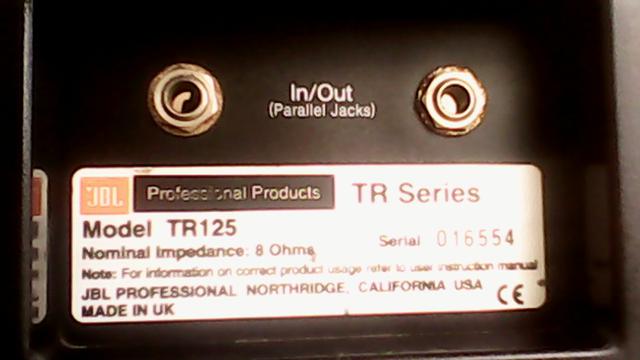 In/Out
(Parallel Jacks)
JBL Professional Products TR Series
Model TR125
Nominal Impedance: 8 Ohms
Serial 016554
Note: For information on correct product usage refer to user instruction manual
JBL PROFESSIONAL NORTHRIDGE, CALIFORNIA USA
MADE IN UK CE